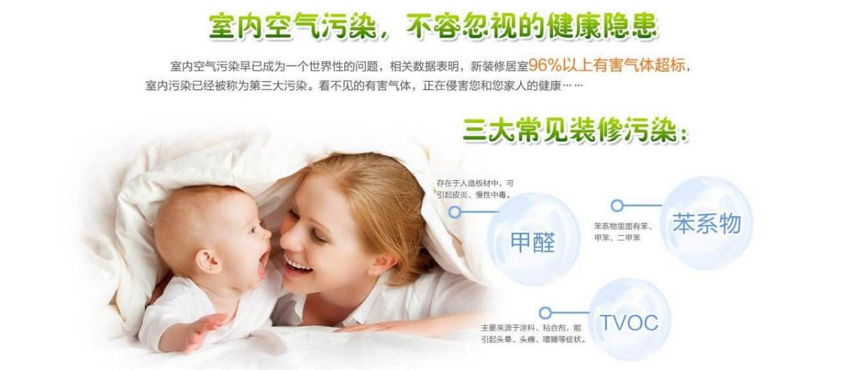 室内空气污染，不容忽视的健康隐患
室内空气污染早已成为一个世界性的问题，相关数据表明，新装修居室96%以上有害气体超标，
室内污染已经被称为第三大污染。看不见的有害气体，正在侵害您和您家人的健康……
三大常见装修污染：
存在于人造板材中，可
引起皮炎、慢性中毒。
甲醛
苯系物里面有苯、
甲苯、二甲苯
苯系物
主要来源于涂料、粘合剂，能
引起头晕、头痛、嗜睡等症状。
TVOC